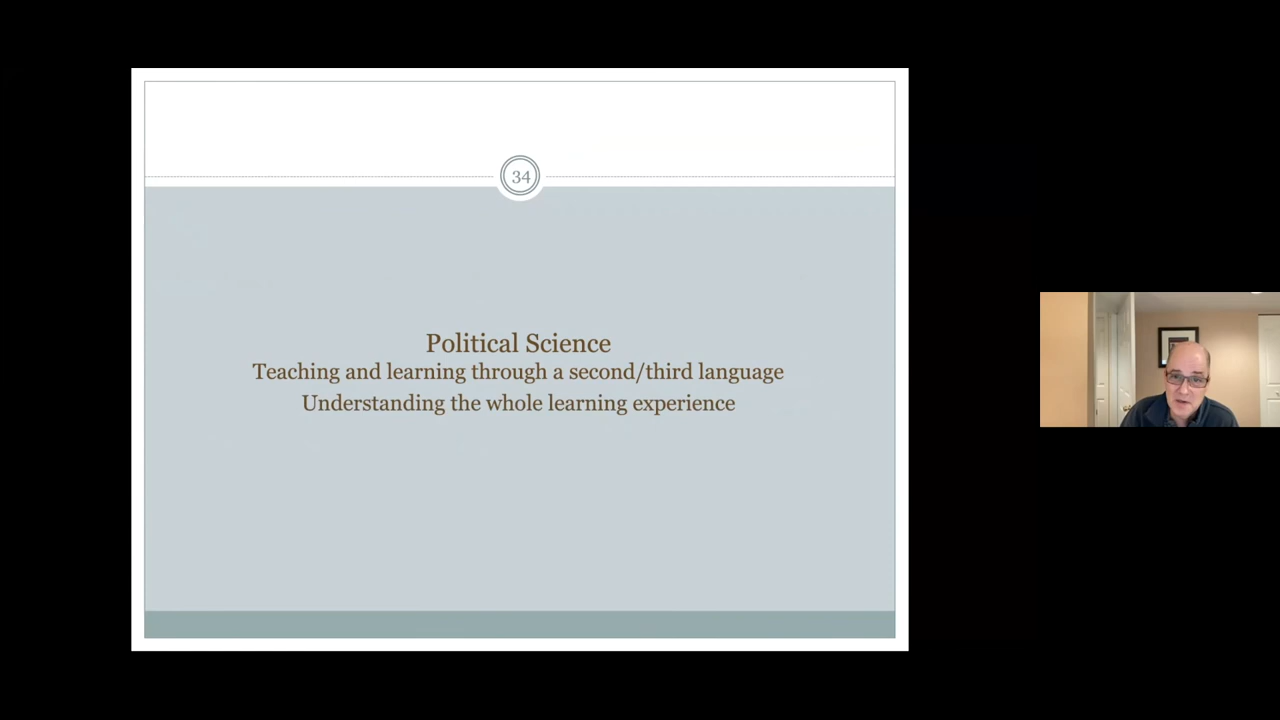 34
Political Science
Teaching and learning through a second/third language
Understanding the whole learning experience